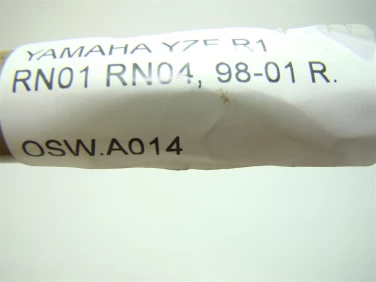 YAMAHA YZF R1
RN01 RN04, 98-01 R.
OSW.A014